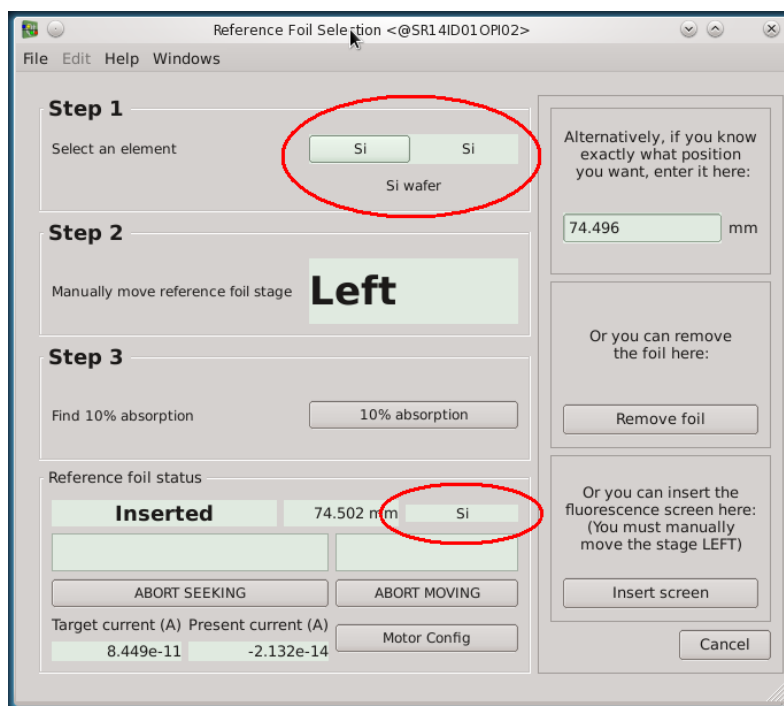 Reference Foil Selection <@SR14ID01OPI02>
File Edit Help Windows
Step 1
Select an element
Si Si
Si wafer
Step 2
Manually move reference foil stage
Left
Step 3
Find 10% absorption
10% absorption
Reference foil status
Inserted 74.502 mm Si
ABORT SEEKING ABORT MOVING
Target current (A) Present current (A)
8.449e-11 -2.132e-14
Motor Config
Alternatively, if you know
exactly what position
you want, enter it here:
74.496 mm
Or you can remove
the foil here:
Remove foil
Or you can insert the
fluorescence screen here:
(You must manually
move the stage LEFT)
Insert screen
Cancel